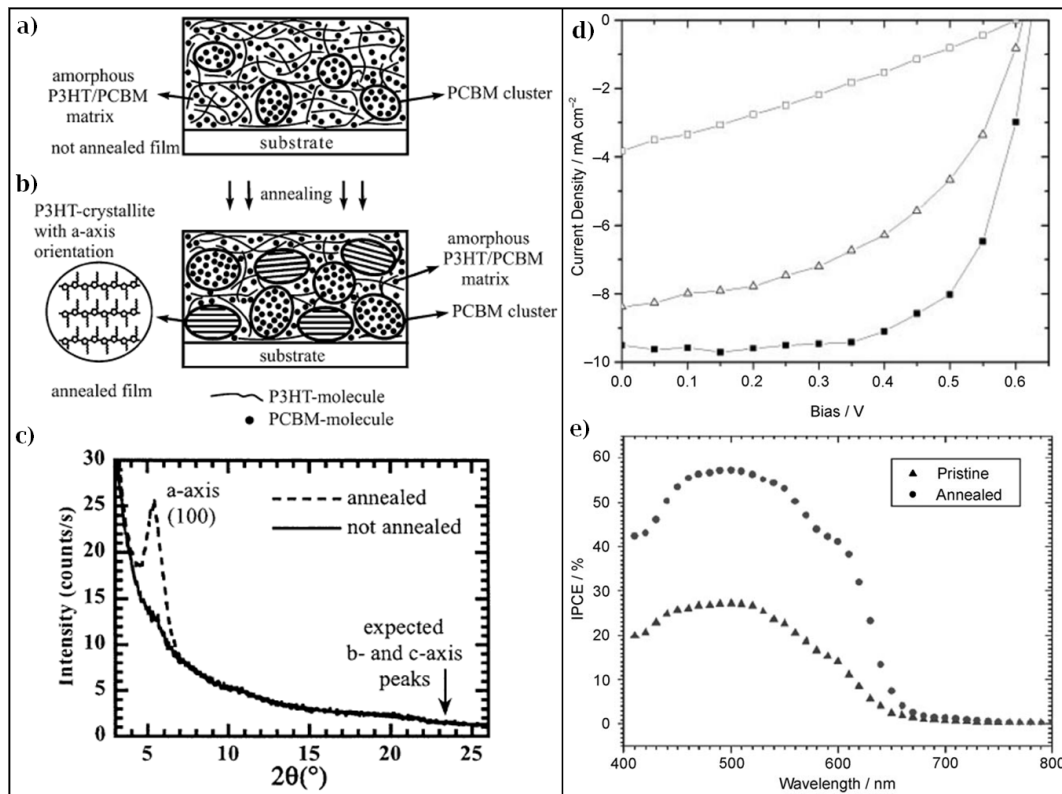 a)
amorphous
P3HT/PCBM
matrix
not annealed film
PCBM cluster
substrate
b)
annealing
P3HT-crystallite
with a-axis
orientation
amorphous
P3HT/PCBM
matrix
PCBM cluster
substrate
annealed film
P3HT-molecule
PCBM-molecule
c)
30
25
20
15
10
5
0
Intensity (counts/s)
a-axis
(100)
annealed
not annealed
expected
b- and c-axis
peaks
5 10 15 20 25
2θ(°)
d)
0
–2
–4
–6
–8
–10
Current Density / mA cm⁻²
0.0 0.1 0.2 0.3 0.4 0.5 0.6
Bias / V
e)
60
50
40
30
20
10
0
IPCE / %
Pristine
Annealed
400 500 600 700 800
Wavelength / nm